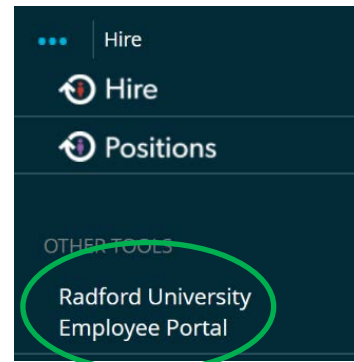 ••• Hire
Hire
Positions
OTHER TOOLS
Radford University
Employee Portal